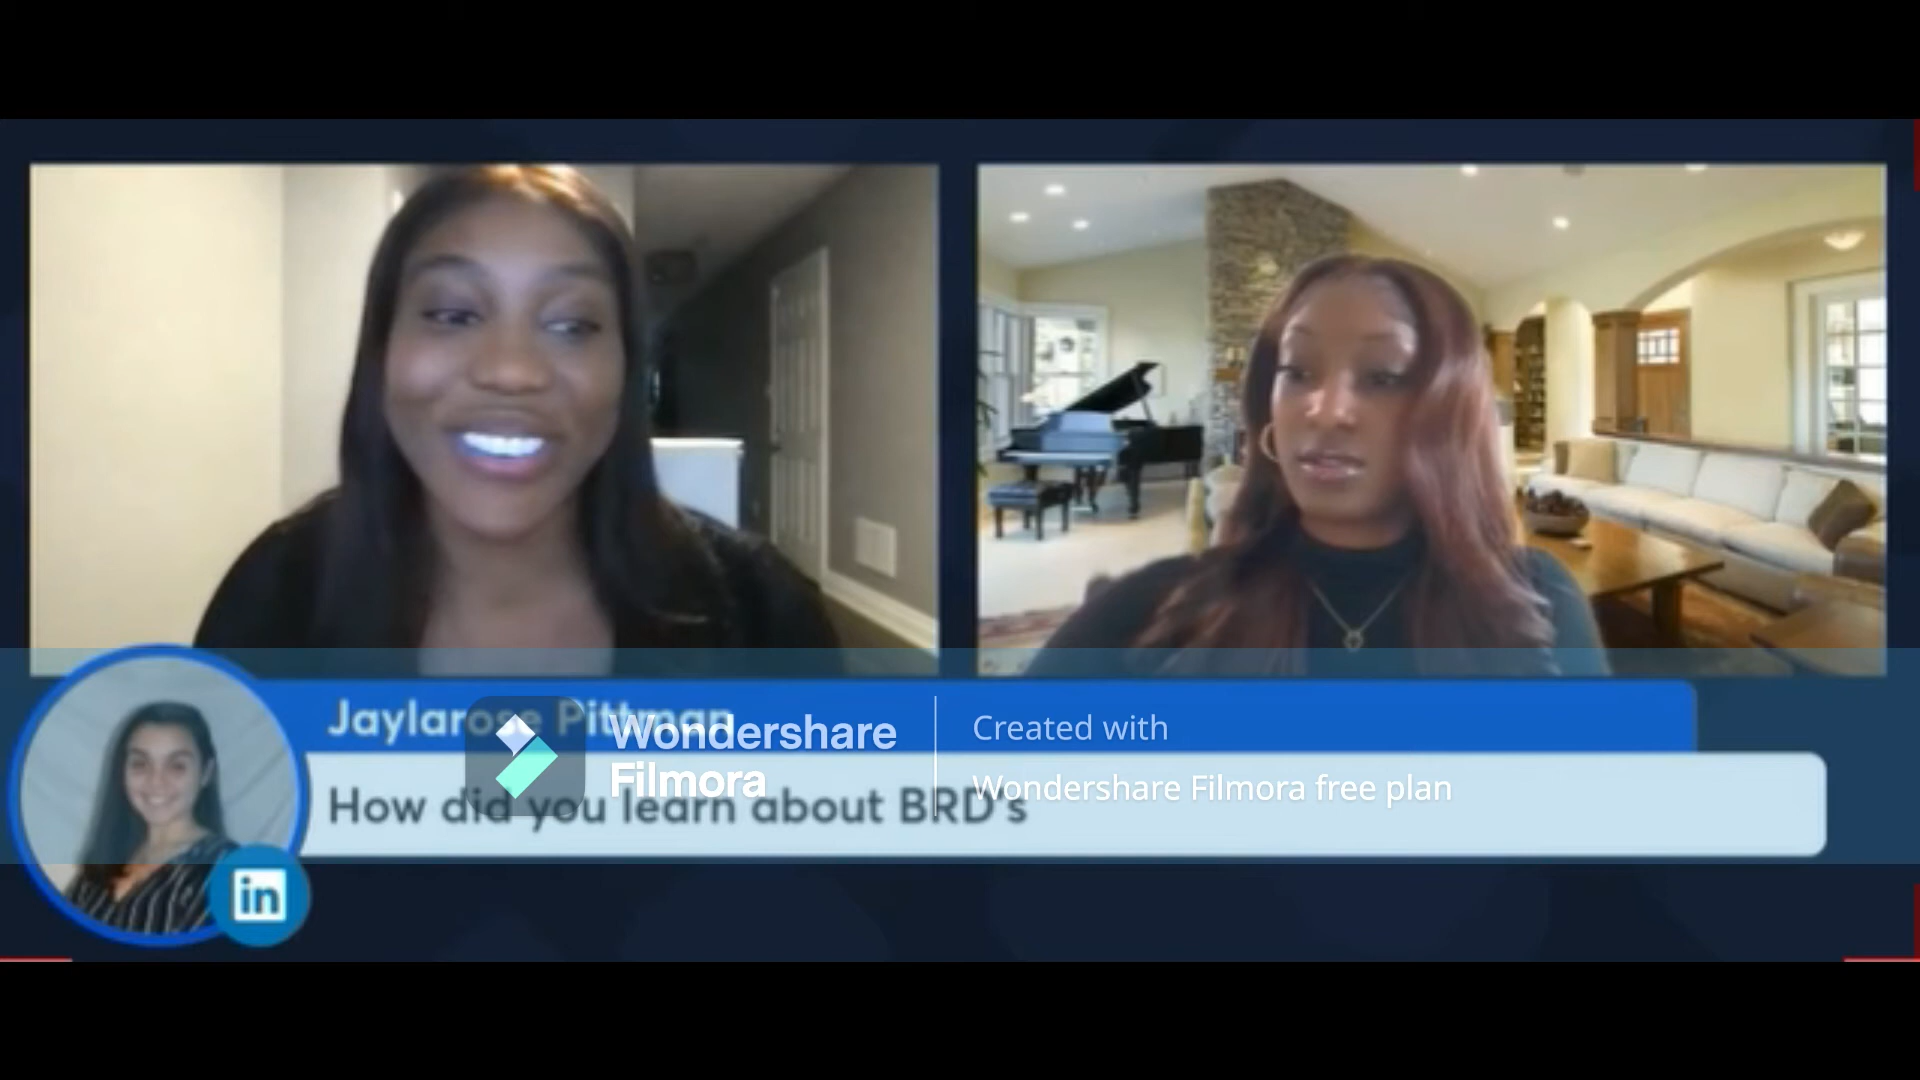 Jaylarose Pittman
How did you learn about BRD's
Wondershare
Filmora
Created with
Wondershare Filmora free plan
in